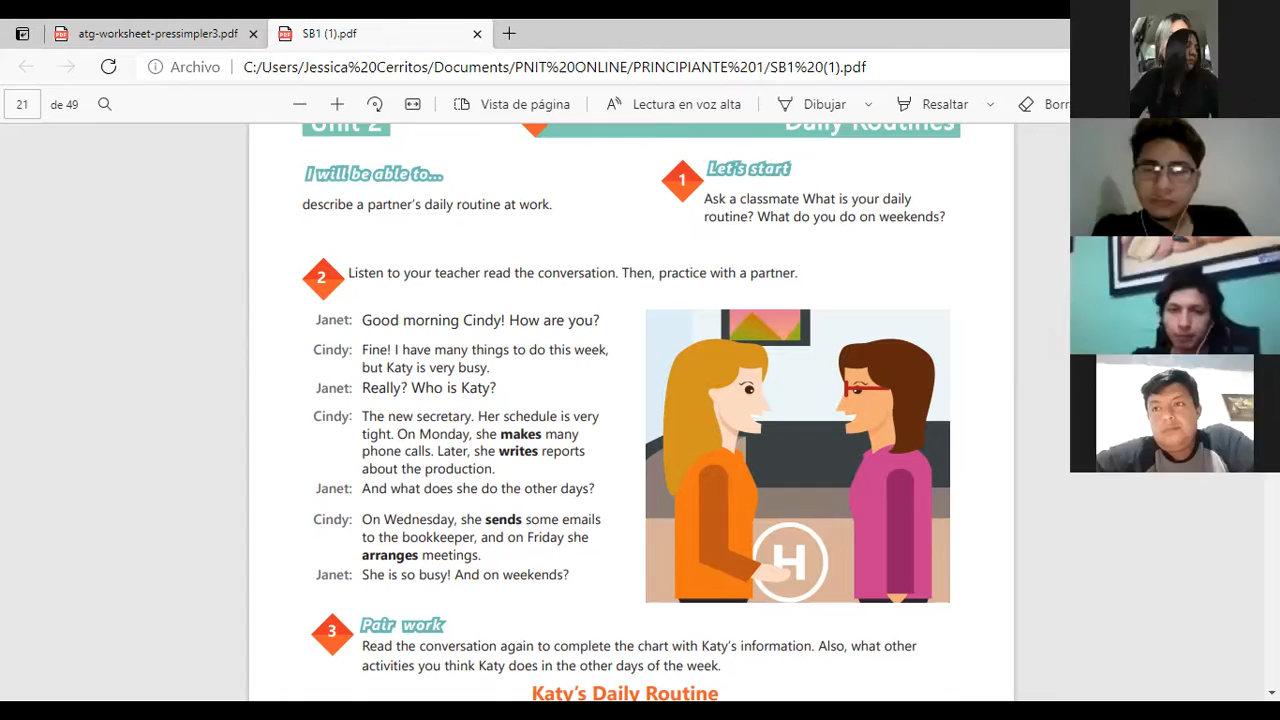 atg-worksheet-pressimpler3.pdf
SB1 (1).pdf
Archivo C:/Users/Jessica%20Cerritos/Documents/PNIT%20ONLINE/PRINCIPIANTE%201/SB1%20(1).pdf
21 de 49 Vista de página Lectura en voz alta Dibujar Resaltar Borr
Unit 2 Daily Routines
I will be able to...
describe a partner's daily routine at work.
1 Let's start
Ask a classmate What is your daily
routine? What do you do on weekends?
2 Listen to your teacher read the conversation. Then, practice with a partner.
Janet: Good morning Cindy! How are you?
Cindy: Fine! I have many things to do this week,
but Katy is very busy.
Janet: Really? Who is Katy?
Cindy: The new secretary. Her schedule is very
tight. On Monday, she makes many
phone calls. Later, she writes reports
about the production.
Janet: And what does she do the other days?
Cindy: On Wednesday, she sends some emails
to the bookkeeper, and on Friday she
arranges meetings.
Janet: She is so busy! And on weekends?
H
3 Pair work
Read the conversation again to complete the chart with Katy's information. Also, what other
activities you think Katy does in the other days of the week.
Katy's Daily Routine